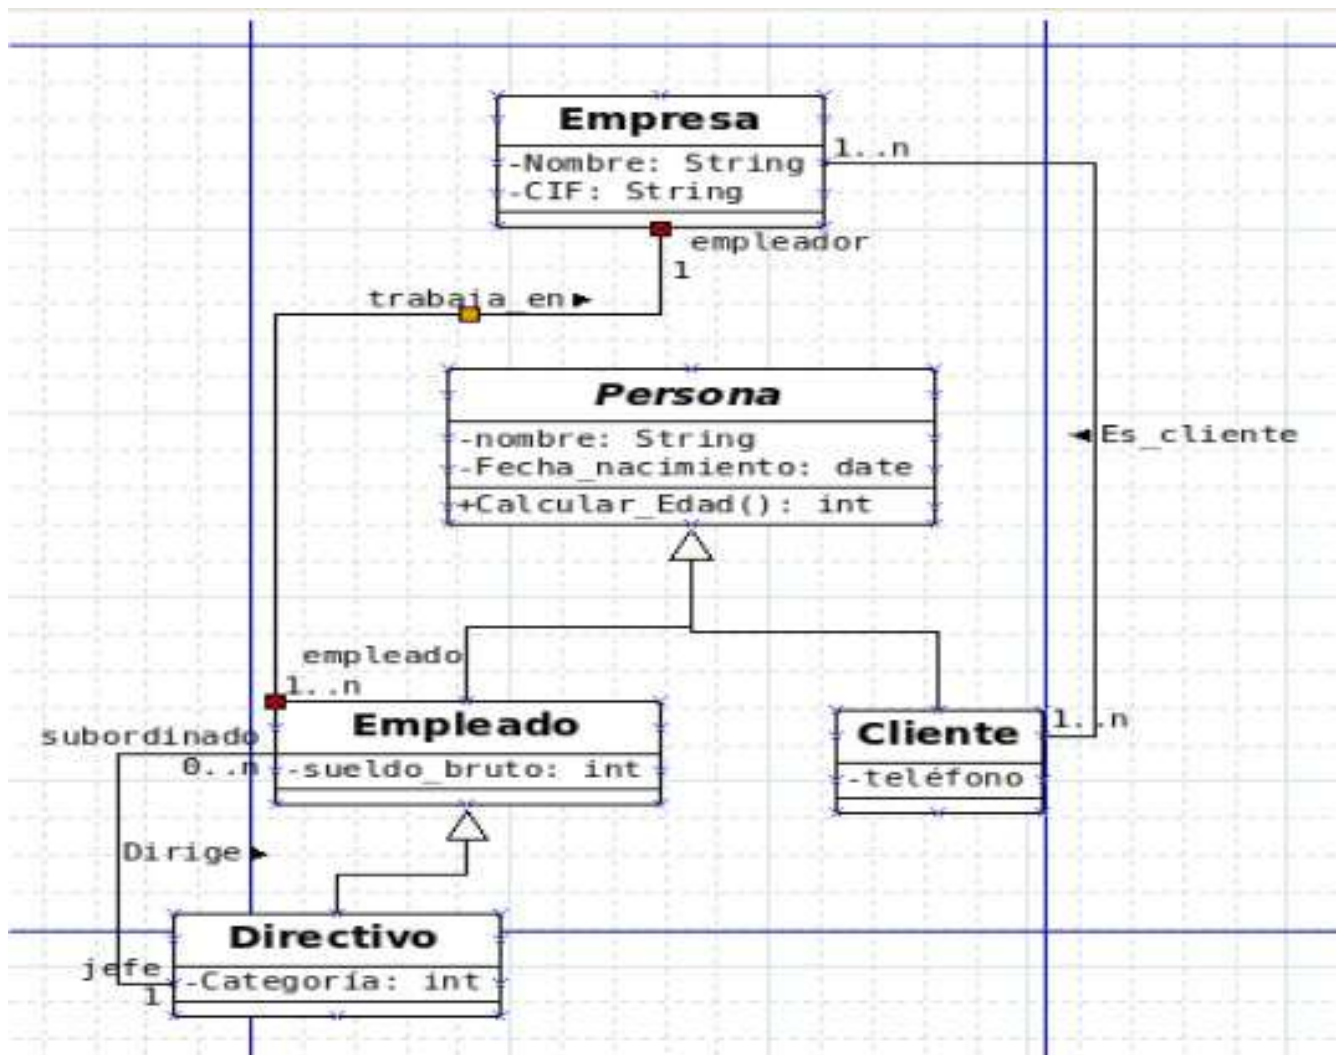 Empresa
-Nombre: String
-CIF: String
1..n
empleador
1
trabaja_en
Persona
-nombre: String
-Fecha_nacimiento: date
+Calcular_Edad(): int
Es_cliente
empleado
1..n
Empleado
-sueldo_bruto: int
subordinado
0..n
Cliente
-teléfono
1..n
Dirige
Directivo
-Categoría: int
jefe
1